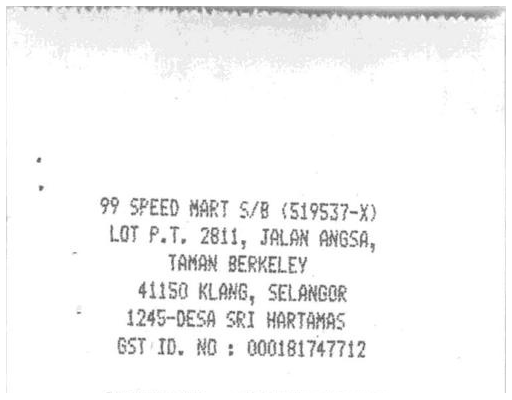 99 SPEED MART S/B (519537-X)
LOT P.T. 2811, JALAN ANGSA,
TAMAN BERKELEY
41150 KLANG, SELANGOR
1245-DESA SRI HARTAMAS
GST ID. NO : 000181747712